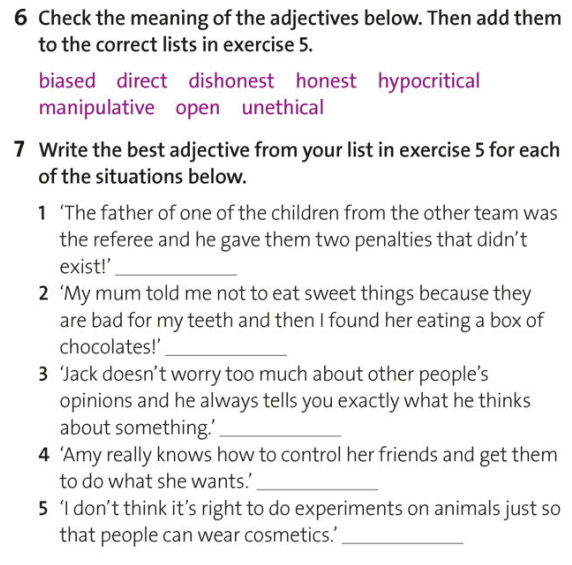 6 Check the meaning of the adjectives below. Then add them
to the correct lists in exercise 5.
biased direct dishonest honest hypocritical
manipulative open unethical
7 Write the best adjective from your list in exercise 5 for each
of the situations below.
1 ‘The father of one of the children from the other team was
the referee and he gave them two penalties that didn’t
exist!’ ____________
2 ‘My mum told me not to eat sweet things because they
are bad for my teeth and then I found her eating a box of
chocolates!’ ____________
3 ‘Jack doesn’t worry too much about other people’s
opinions and he always tells you exactly what he thinks
about something.’ ____________
4 ‘Amy really knows how to control her friends and get them
to do what she wants.’ ____________
5 ‘I don’t think it’s right to do experiments on animals just so
that people can wear cosmetics.’ ____________